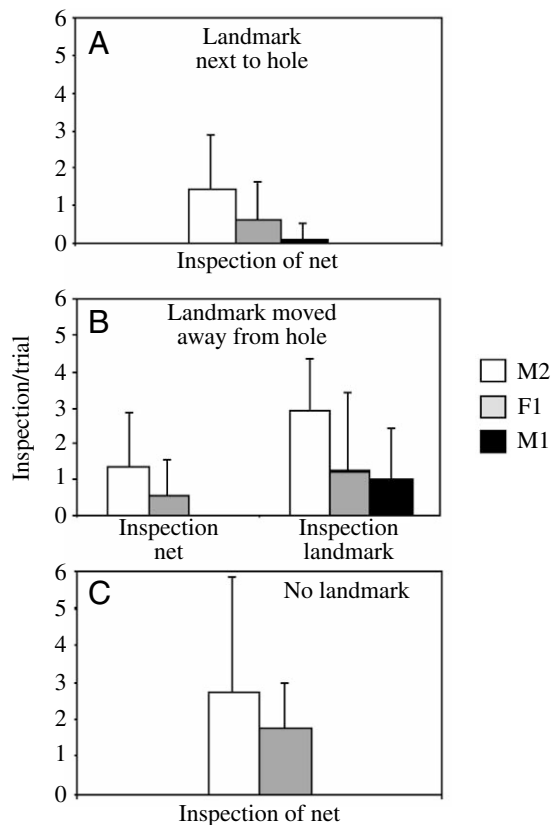 6
5
4
3
2
1
0
A
Landmark
next to hole
Inspection of net
6
5
4
3
2
1
0
B
Landmark moved
away from hole
Inspection
net
Inspection
landmark
Inspection/trial
M2
F1
M1
6
5
4
3
2
1
0
C
No landmark
Inspection of net